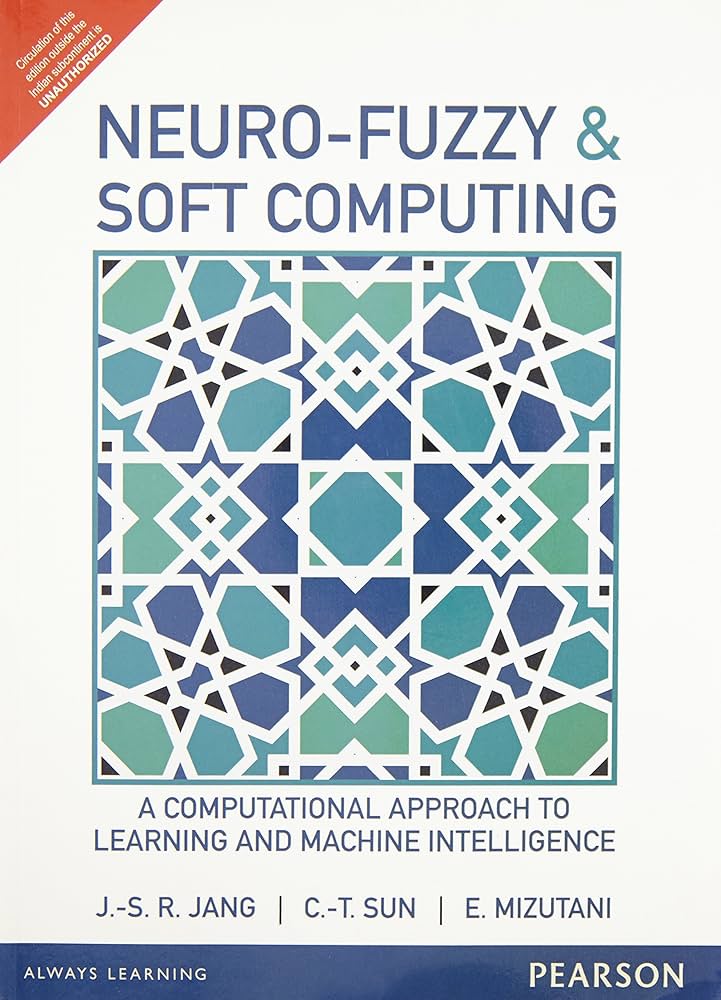 Circulation of this
edition outside the
Indian subcontinent is
UNAUTHORIZED
NEURO-FUZZY &
SOFT COMPUTING
A COMPUTATIONAL APPROACH TO
LEARNING AND MACHINE INTELLIGENCE
J.-S. R. JANG | C.-T. SUN | E. MIZUTANI
ALWAYS LEARNING
PEARSON